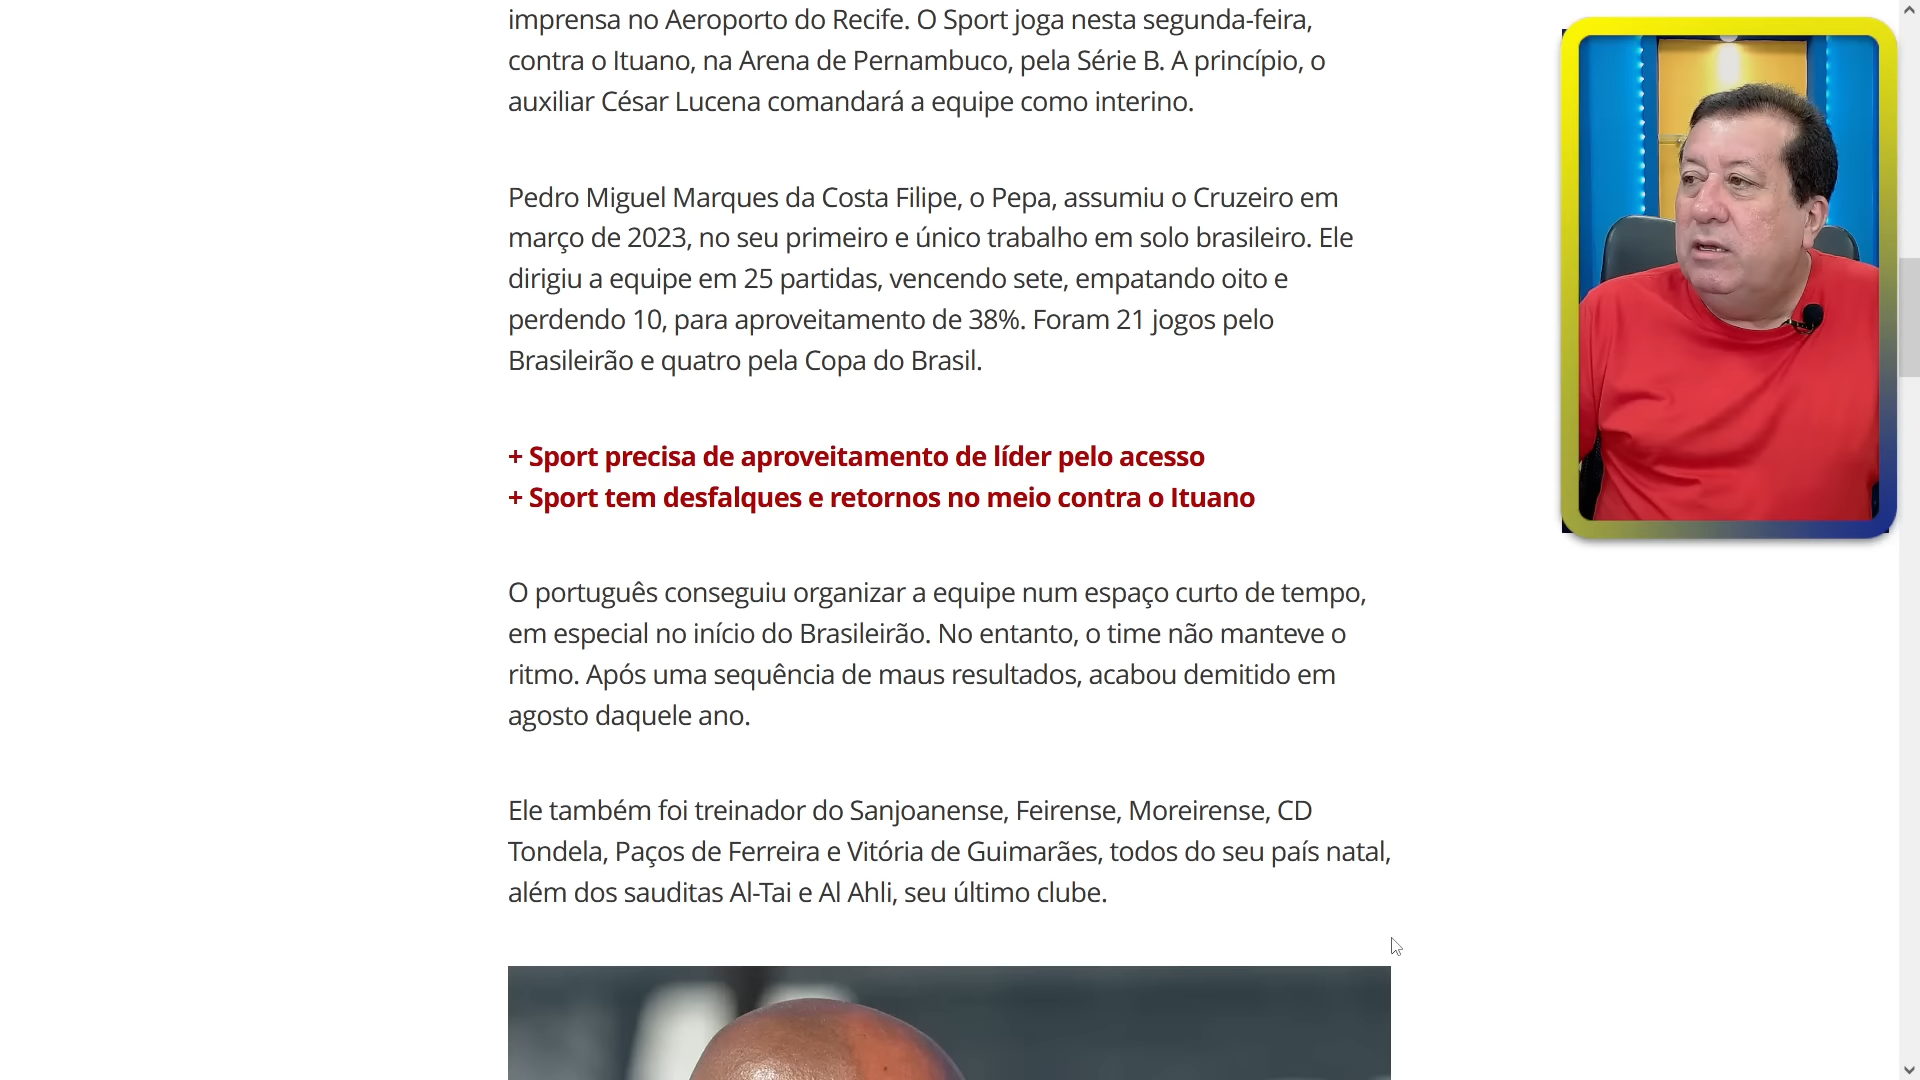 imprensa no Aeroporto do Recife. O Sport joga nesta segunda-feira,
contra o Ituano, na Arena de Pernambuco, pela Série B. A princípio, o
auxiliar César Lucena comandará a equipe como interino.
Pedro Miguel Marques da Costa Filipe, o Pepa, assumiu o Cruzeiro em
março de 2023, no seu primeiro e único trabalho em solo brasileiro. Ele
dirigiu a equipe em 25 partidas, vencendo sete, empatando oito e
perdendo 10, para aproveitamento de 38%. Foram 21 jogos pelo
Brasileirão e quatro pela Copa do Brasil.
+ Sport precisa de aproveitamento de líder pelo acesso
+ Sport tem desfalques e retornos no meio contra o Ituano
O português conseguiu organizar a equipe num espaço curto de tempo,
em especial no início do Brasileirão. No entanto, o time não manteve o
ritmo. Após uma sequência de maus resultados, acabou demitido em
agosto daquele ano.
Ele também foi treinador do Sanjoanense, Feirense, Moreirense, CD
Tondela, Paços de Ferreira e Vitória de Guimarães, todos do seu país natal,
além dos sauditas Al-Tai e Al Ahli, seu último clube.